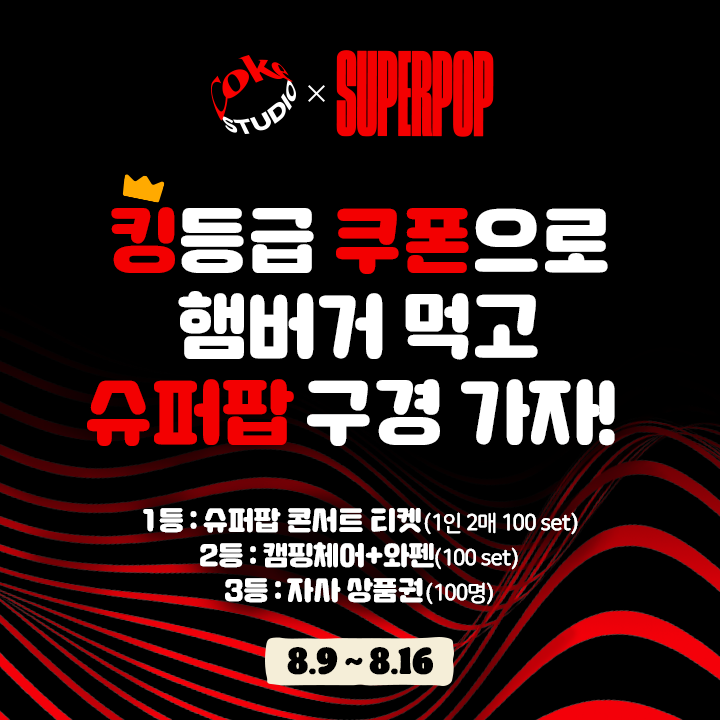 Coke STUDIO × SUPERPOP
킹등급 쿠폰으로
햄버거 먹고
슈퍼팝 구경 가자!
1등 : 슈퍼팝 콘서트 티켓(1인 2매 100 set)
2등 : 캠핑체어+와펜(100 set)
3등 : 자사 상품권(100명)
8.9 ~ 8.16